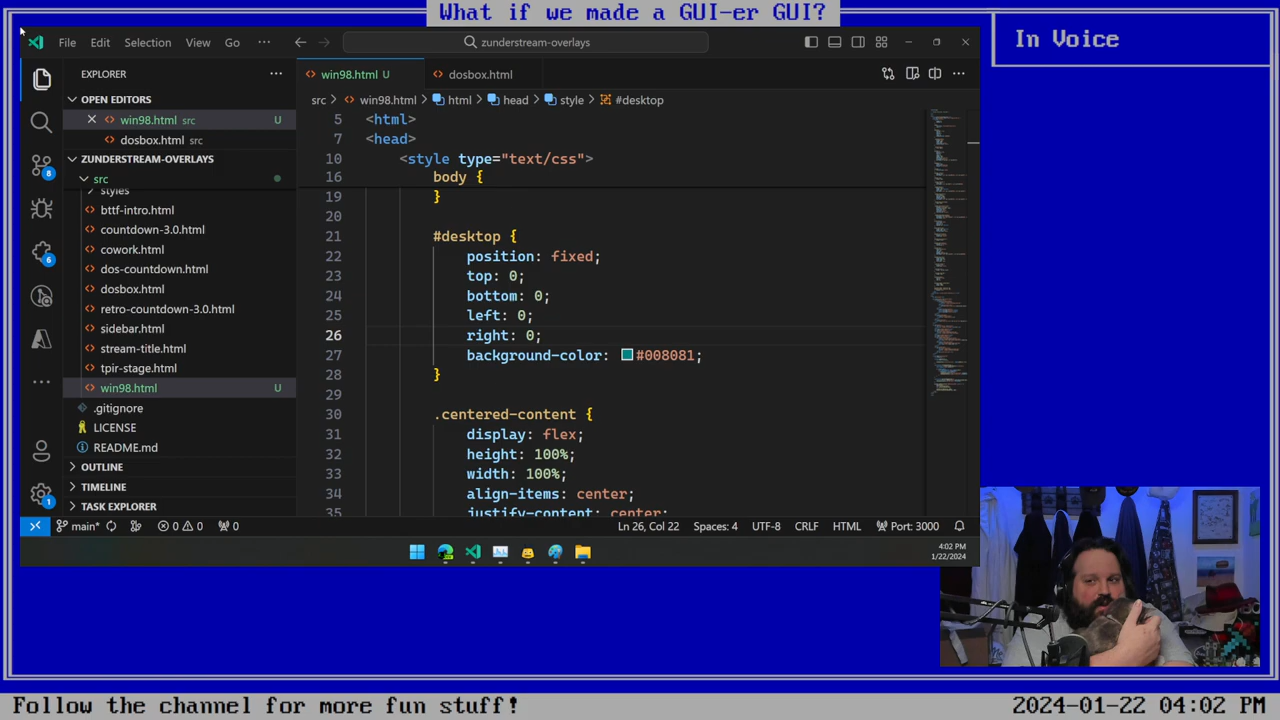 What if we made a GUI-er GUI?
In Voice
File Edit Selection View Go
zunderstream-overlays
EXPLORER
win98.html U
dosbox.html
OPEN EDITORS
win98.html src U
dosbox.html src
ZUNDERSTREAM-OVERLAYS
src
styles
bttf-intro.html
countdown-3.0.html
cowork.html
dos-countdown.html
dosbox.html
retro-countdown-3.0.html
sidebar.html
stream-title.html
tpir-stage.html
win98.html U
.gitignore
LICENSE
README.md
OUTLINE
TIMELINE
TASK EXPLORER
8
6
1
src > win98.html > html > head > style > #desktop
5 <html>
7 <head>
10 <style type="text/css">
16 body {
19 }
20
21 #desktop {
22 position: fixed;
23 top: 0;
24 bottom: 0;
25 left: 0;
26 right: 0;
27 background-color: #008081;
28 }
29
30 .centered-content {
31 display: flex;
32 height: 100%;
33 width: 100%;
34 align-items: center;
35 justify-content: center;
main* 0 0 0 Ln 26, Col 22 Spaces: 4 UTF-8 CRLF HTML Port: 3000
4:02 PM
1/22/2024
Follow the channel for more fun stuff!
2024-01-22 04:02 PM